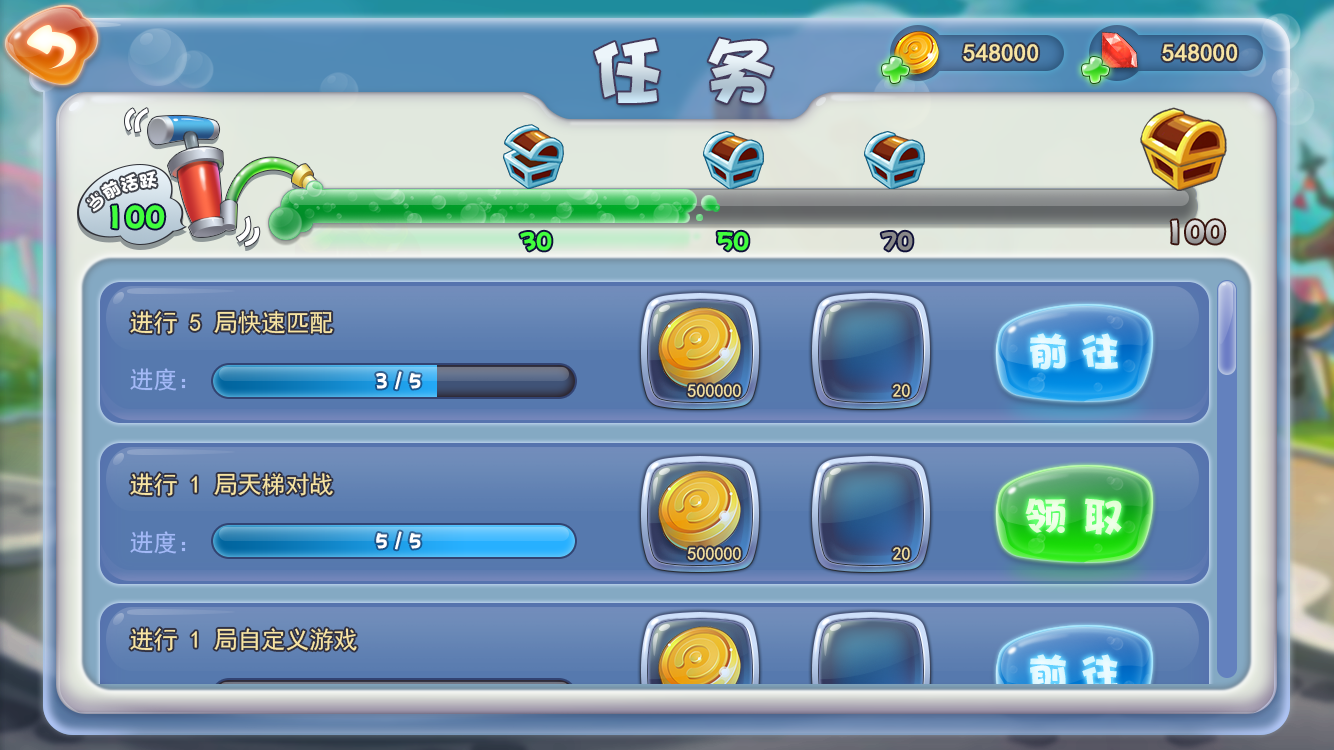 任务
548000
548000
当前活跃
100
30
50
70
100
进行 5 局快速匹配
进度：
3/5
500000
20
前往
进行 1 局天梯对战
进度：
5/5
500000
20
领取
进行 1 局自定义游戏
前往